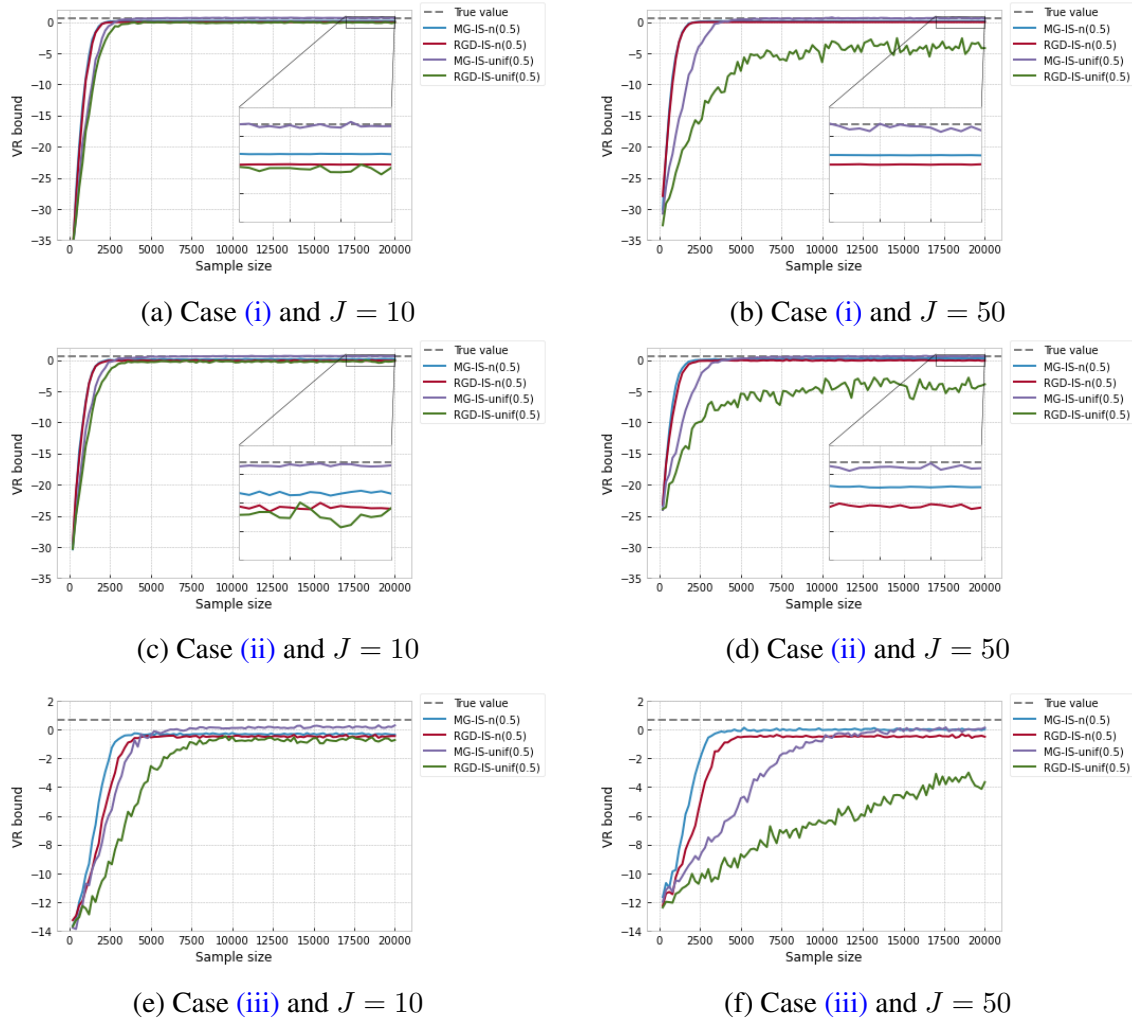 0
−5
−10
−15
−20
−25
−30
−35
VR bound
0 2500 5000 7500 10000 12500 15000 17500 20000
Sample size
True value
MG-IS-n(0.5)
RGD-IS-n(0.5)
MG-IS-unif(0.5)
RGD-IS-unif(0.5)
(a) Case (i) and J = 10
0
−5
−10
−15
−20
−25
−30
−35
VR bound
0 2500 5000 7500 10000 12500 15000 17500 20000
Sample size
True value
MG-IS-n(0.5)
RGD-IS-n(0.5)
MG-IS-unif(0.5)
RGD-IS-unif(0.5)
(b) Case (i) and J = 50
0
−5
−10
−15
−20
−25
−30
−35
VR bound
0 2500 5000 7500 10000 12500 15000 17500 20000
Sample size
True value
MG-IS-n(0.5)
RGD-IS-n(0.5)
MG-IS-unif(0.5)
RGD-IS-unif(0.5)
(c) Case (ii) and J = 10
0
−5
−10
−15
−20
−25
−30
−35
VR bound
0 2500 5000 7500 10000 12500 15000 17500 20000
Sample size
True value
MG-IS-n(0.5)
RGD-IS-n(0.5)
MG-IS-unif(0.5)
RGD-IS-unif(0.5)
(d) Case (ii) and J = 50
2
0
−2
−4
−6
−8
−10
−12
−14
VR bound
0 2500 5000 7500 10000 12500 15000 17500 20000
Sample size
True value
MG-IS-n(0.5)
RGD-IS-n(0.5)
MG-IS-unif(0.5)
RGD-IS-unif(0.5)
(e) Case (iii) and J = 10
2
0
−2
−4
−6
−8
−10
−12
−14
VR bound
0 2500 5000 7500 10000 12500 15000 17500 20000
Sample size
True value
MG-IS-n(0.5)
RGD-IS-n(0.5)
MG-IS-unif(0.5)
RGD-IS-unif(0.5)
(f) Case (iii) and J = 50